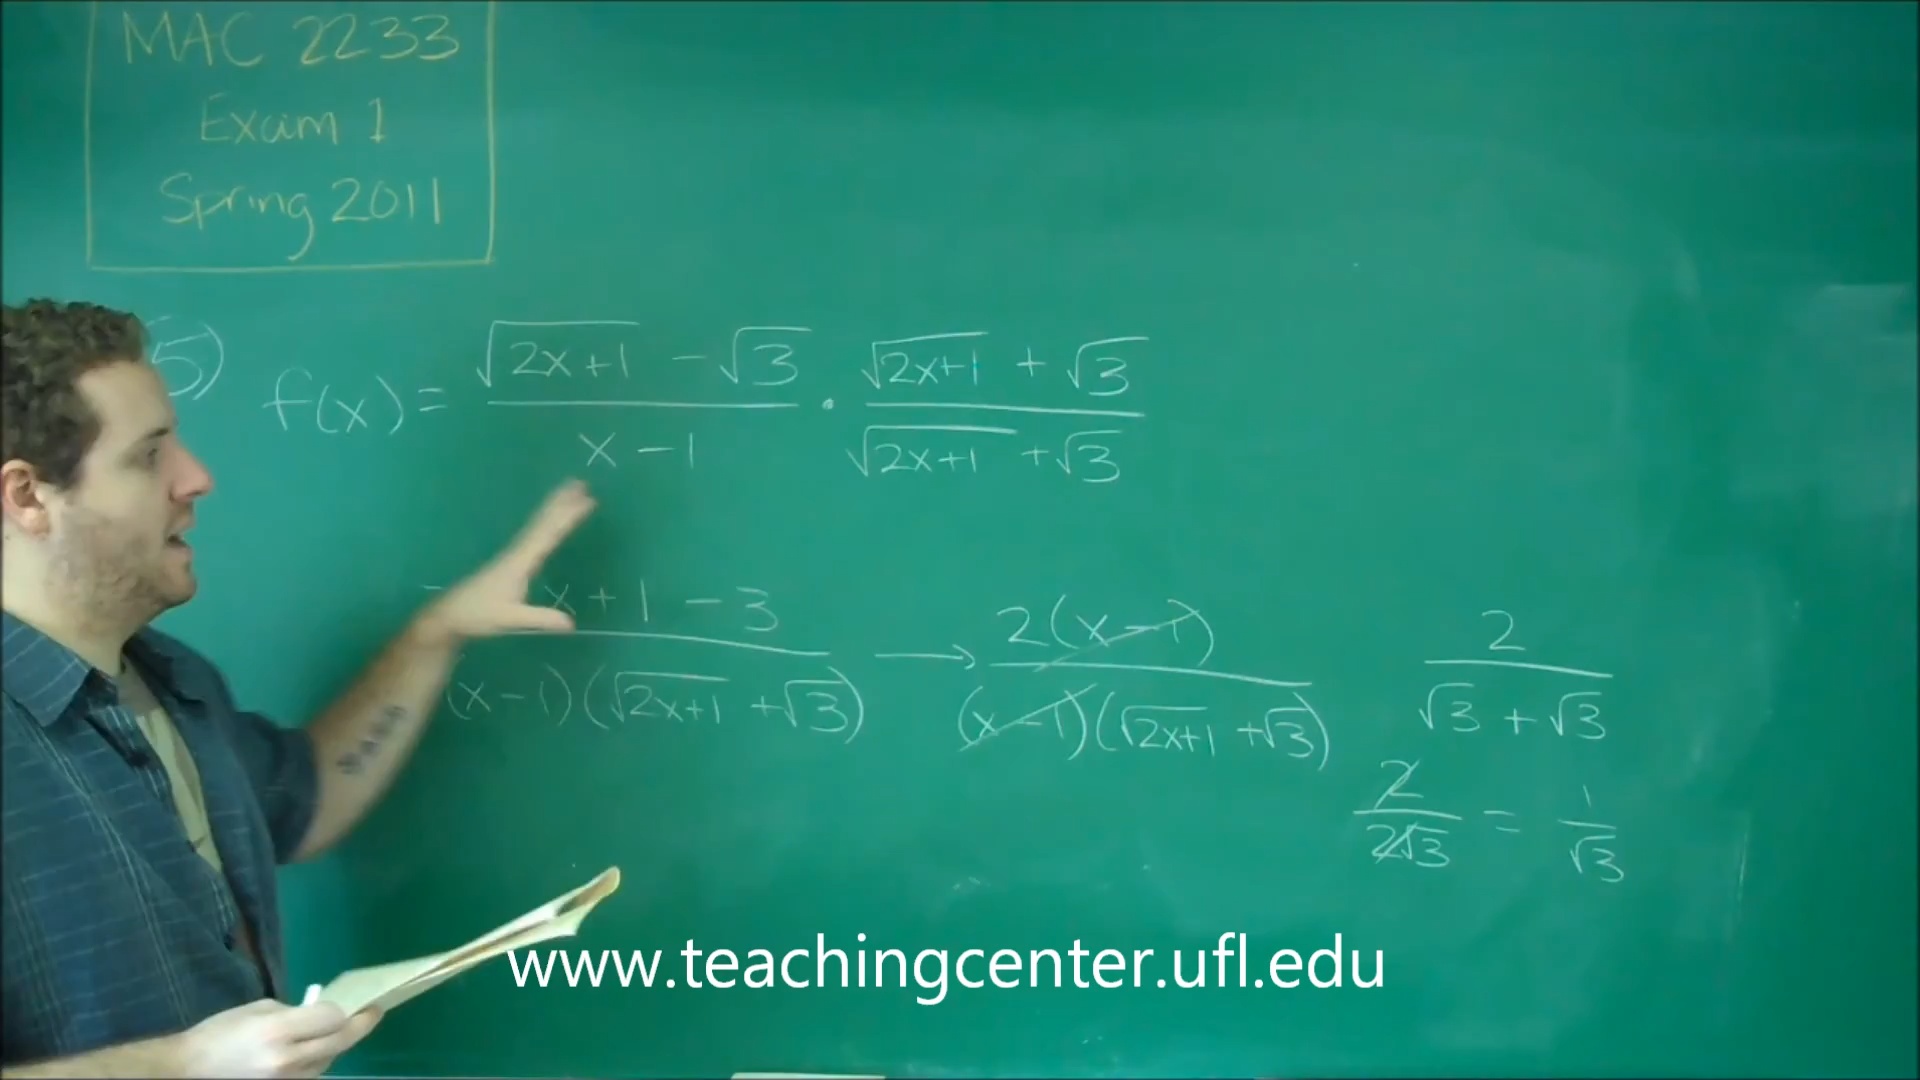 MAC 2233
Exam 1
Spring 2011
5)
f(x) = √(2x+1) - √3 / x - 1 · √(2x+1) + √3 / √(2x+1) + √3
x + 1 - 3 / (x - 1)(√(2x+1) + √3) → 2(x - 1) / (x - 1)(√(2x+1) + √3)
2 / √3 + √3
2 / 2√3 = 1 / √3
www.teachingcenter.ufl.edu